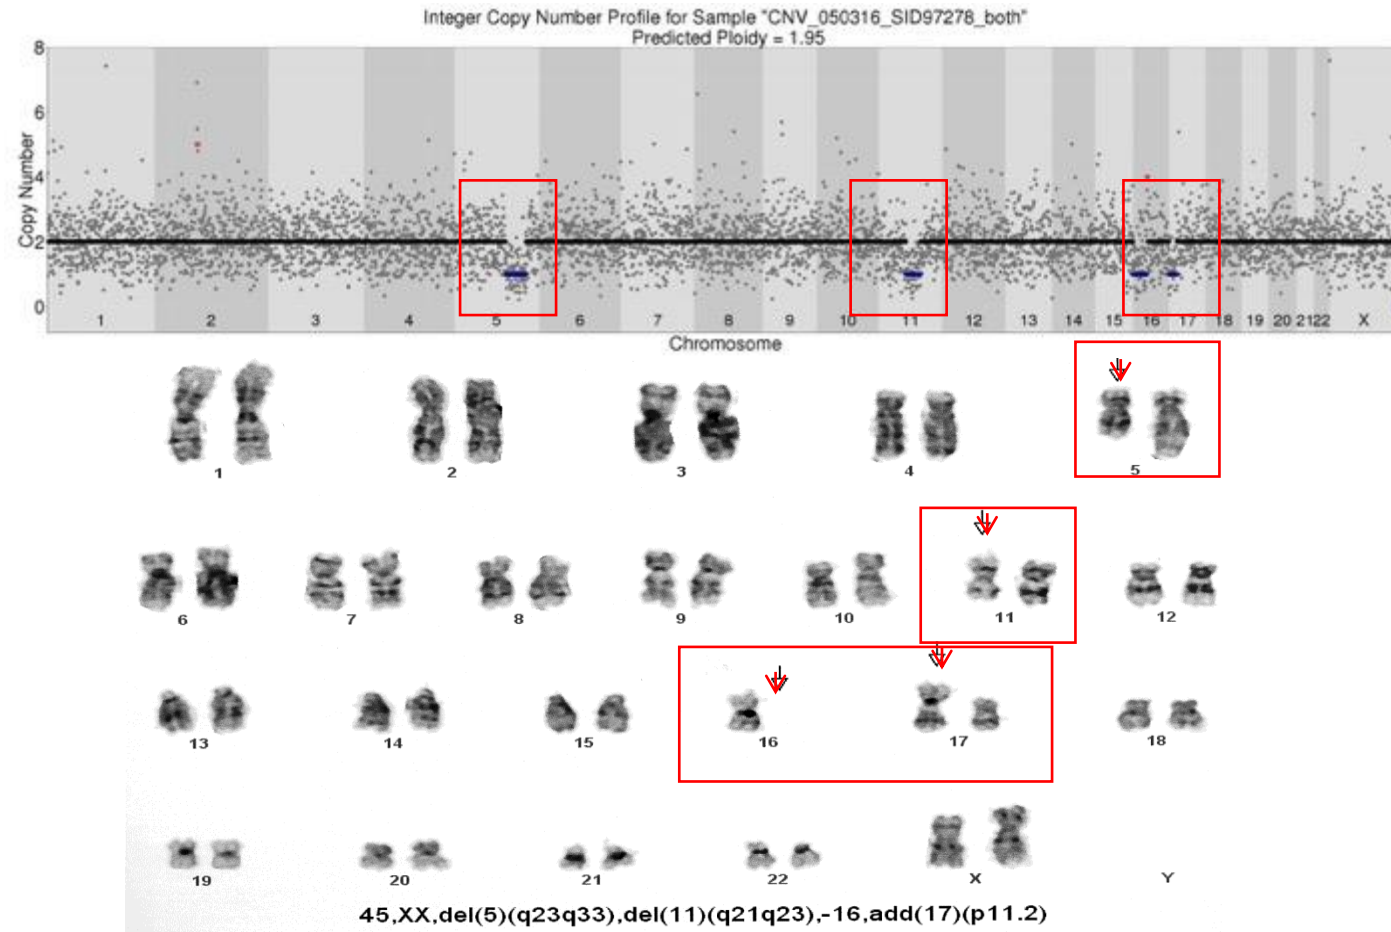 Integer Copy Number Profile for Sample "CNV_050316_SID97278_both"
Predicted Ploidy = 1.95
8
6
4
2
0
Copy Number
1 2 3 4 5 6 7 8 9 10 11 12 13 14 15 16 17 18 19 20 2122 X
Chromosome
1 2 3 4 5
6 7 8 9 10 11 12
13 14 15 16 17 18
19 20 21 22 X Y
45,XX,del(5)(q23q33),del(11)(q21q23),-16,add(17)(p11.2)